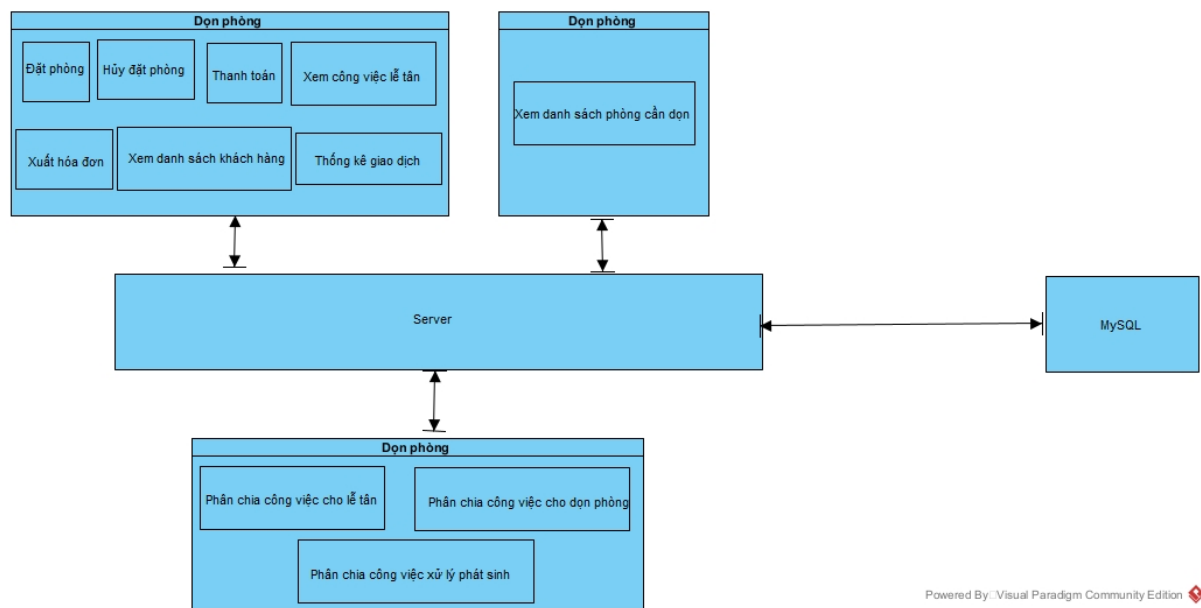 Dọn phòng
Đặt phòng
Hủy đặt phòng
Thanh toán
Xem công việc lễ tân
Xuất hóa đơn
Xem danh sách khách hàng
Thống kê giao dịch
Dọn phòng
Xem danh sách phòng cần dọn
Server
MySQL
Dọn phòng
Phân chia công việc cho lễ tân
Phân chia công việc cho dọn phòng
Phân chia công việc xử lý phát sinh
Powered By Visual Paradigm Community Edition